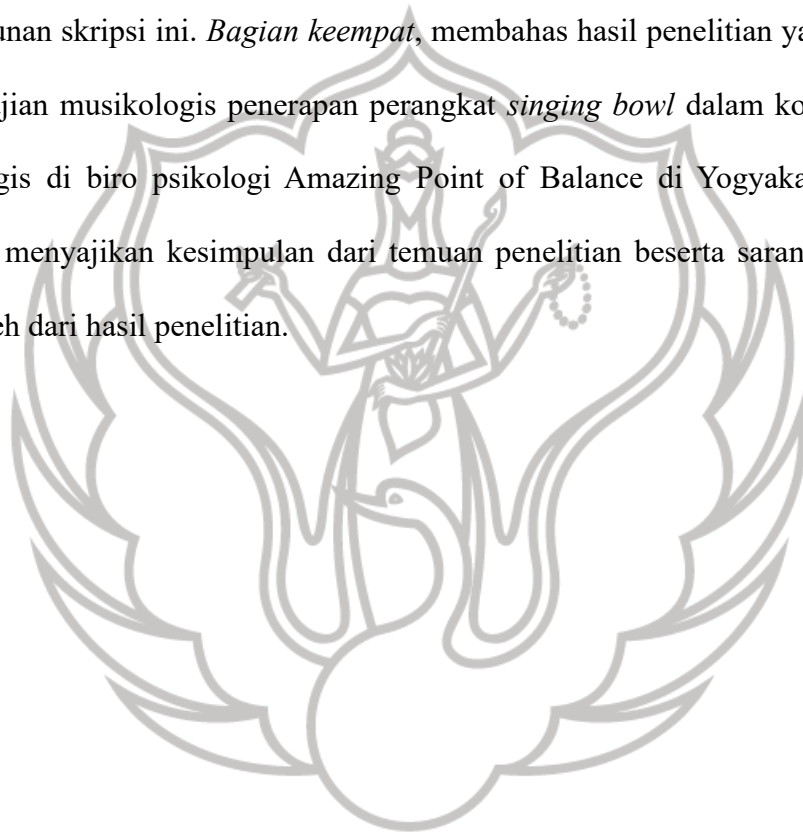 unan skripsi ini. Bagian keempat, membahas hasil penelitian ya
jian musikologis penerapan perangkat singing bowl dalam ko
gis di biro psikologi Amazing Point of Balance di Yogyaka
menyajikan kesimpulan dari temuan penelitian beserta saran
eh dari hasil penelitian.